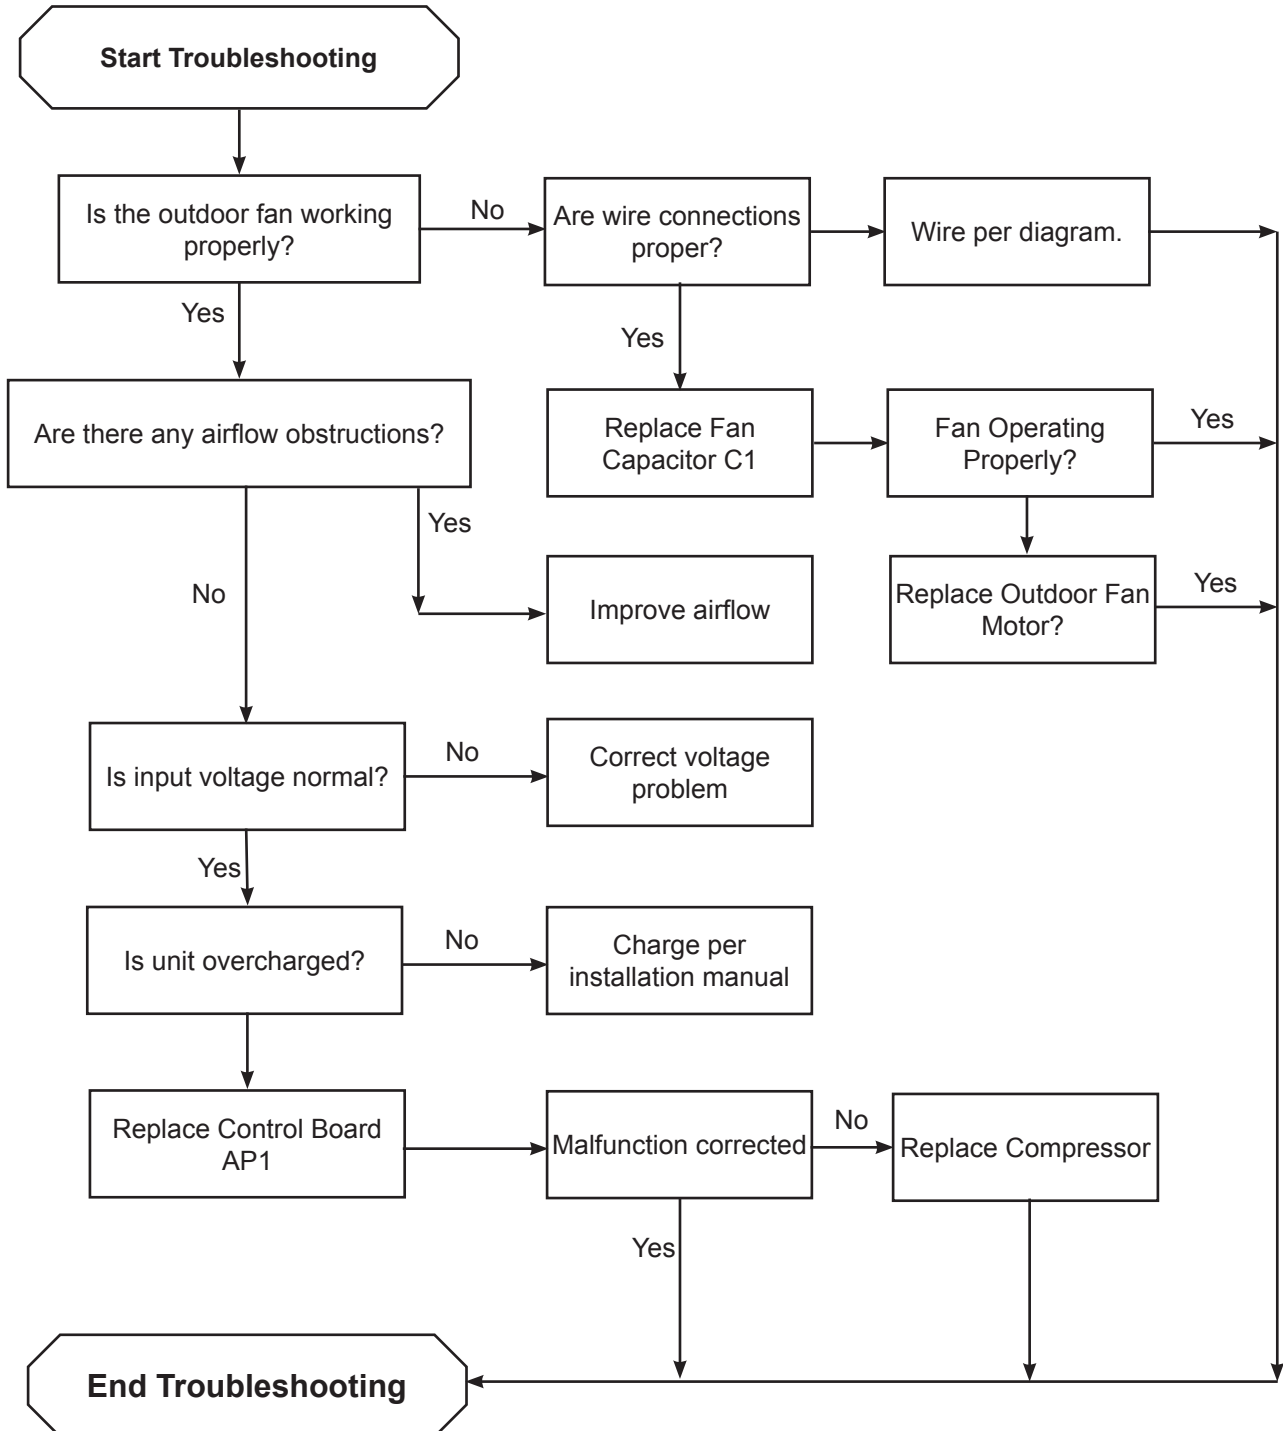 Start Troubleshooting
Is the outdoor fan working
properly?
No
Are wire connections
proper?
Wire per diagram.
Yes
Yes
Are there any airflow obstructions?
Replace Fan
Capacitor C1
Fan Operating
Properly?
Yes
Yes
No
Improve airflow
Replace Outdoor Fan
Motor?
Yes
Is input voltage normal?
No
Correct voltage
problem
Yes
Is unit overcharged?
No
Charge per
installation manual
Replace Control Board
AP1
Malfunction corrected
No
Replace Compressor
Yes
End Troubleshooting